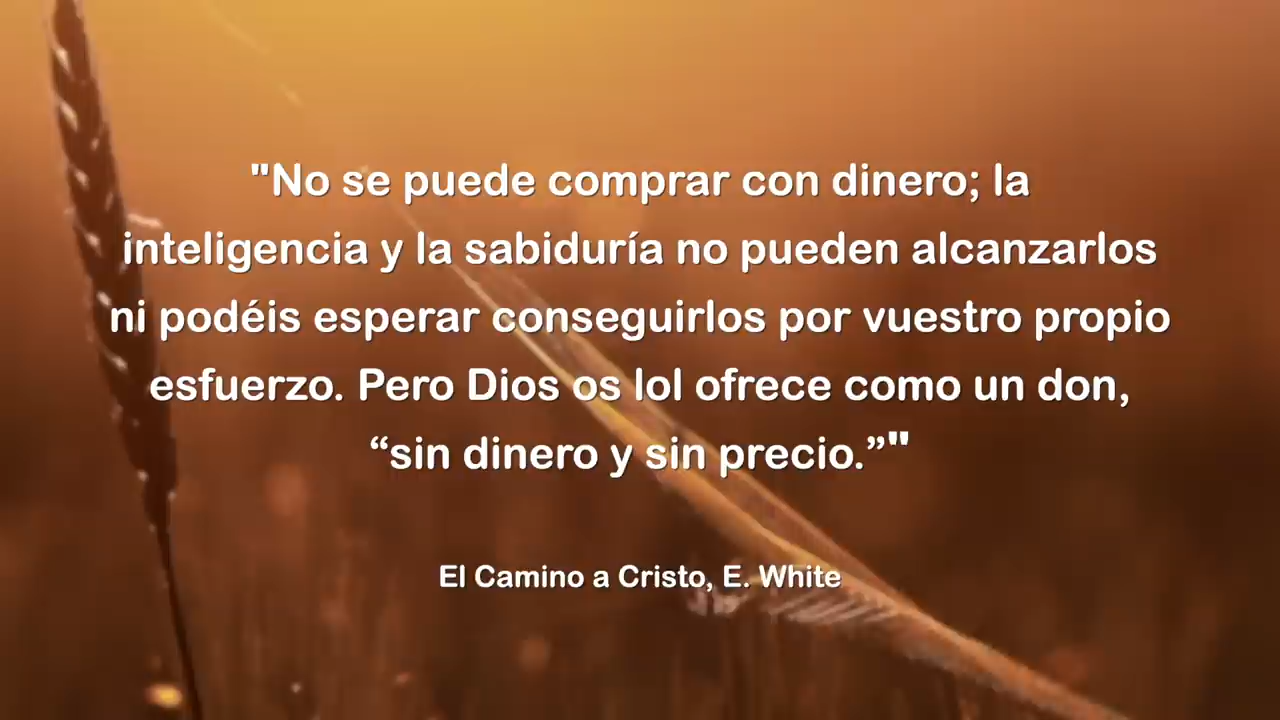 "No se puede comprar con dinero; la
inteligencia y la sabiduría no pueden alcanzarlos
ni podéis esperar conseguirlos por vuestro propio
esfuerzo. Pero Dios os lol ofrece como un don,
“sin dinero y sin precio.”"
El Camino a Cristo, E. White